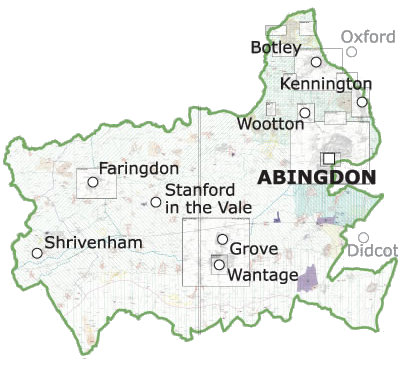 Oxford
Botley
Kennington
Wootton
ABINGDON
Faringdon
Stanford
in the Vale
Shrivenham
Grove
Didcot
Wantage